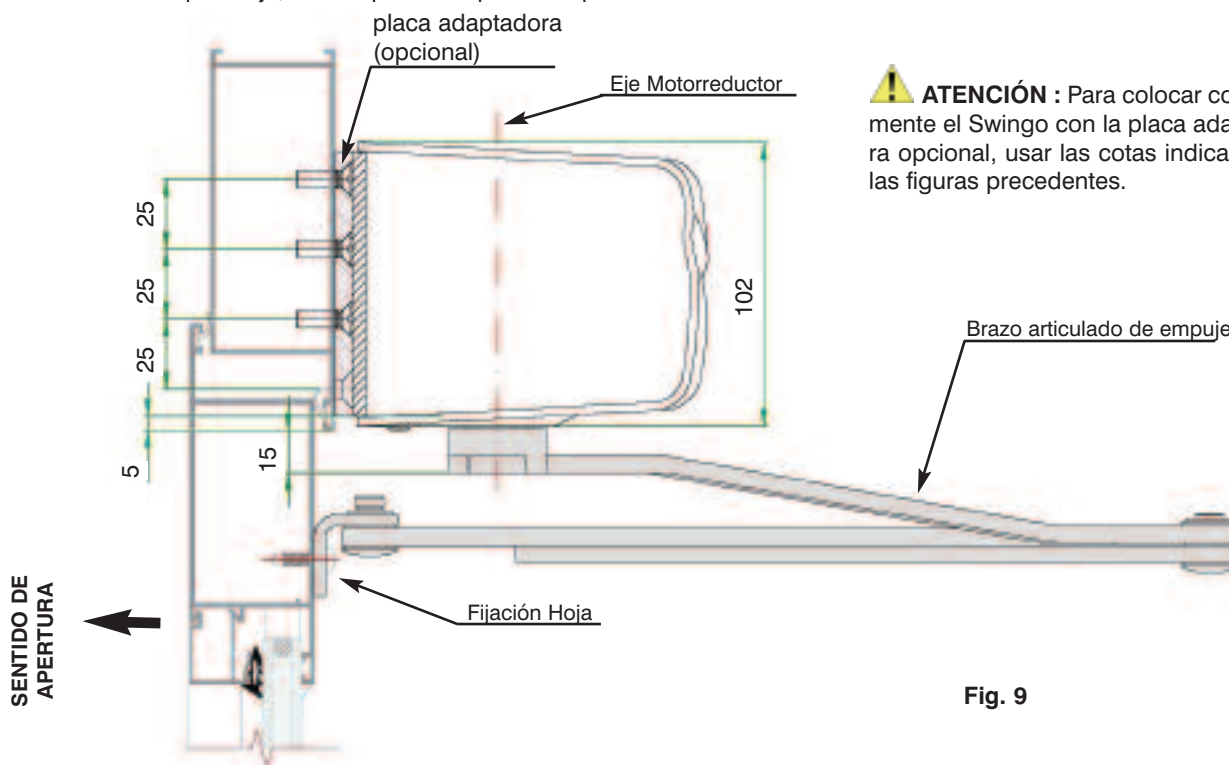 placa adaptadora
(opcional)
Eje Motorreductor
ATENCIÓN : Para colocar co
mente el Swingo con la placa ada
ra opcional, usar las cotas indica
las figuras precedentes.
25
25
25
102
Brazo articulado de empuje
5
15
Fijación Hoja
SENTIDO DE
APERTURA
Fig. 9